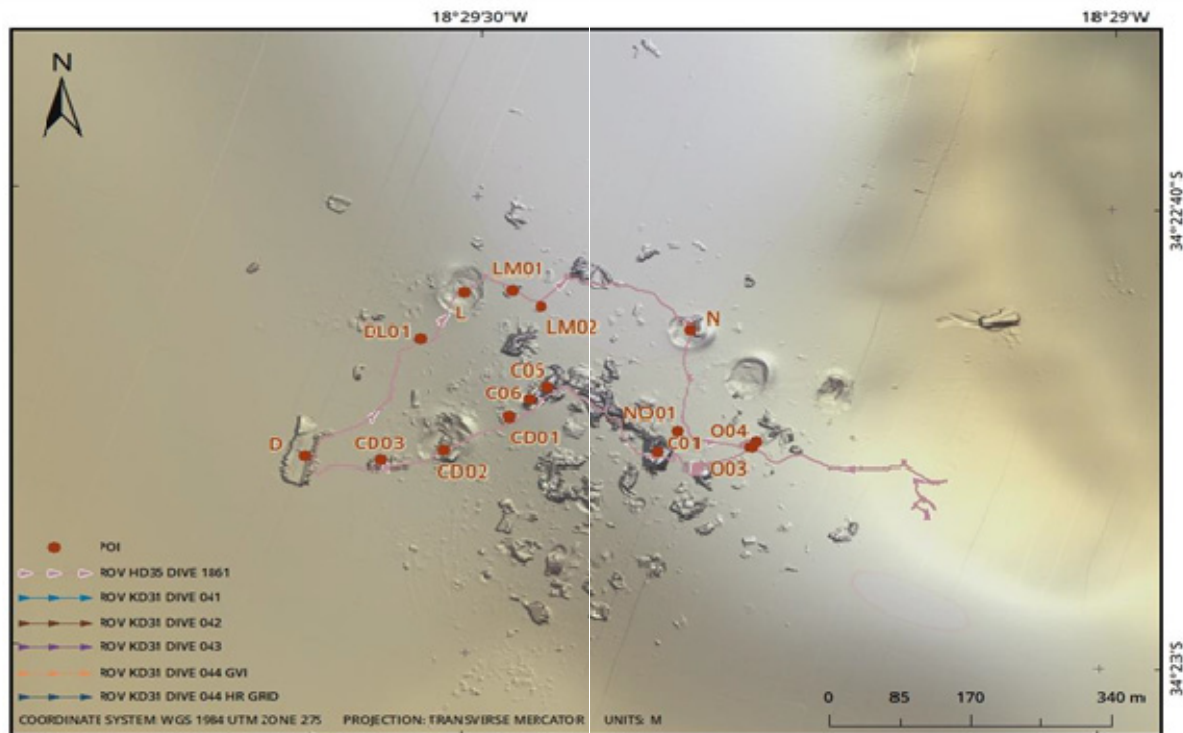 18°29'30"W 18°29'W
N
34°22'40"S
LM01
L
LM02
DL01
N
C05
C06
CD01
NO01
O04
D
CD03
CD02
C01
O03
POI
ROV HD35 DIVE 1861
ROV KD31 DIVE 041
ROV KD31 DIVE 042
ROV KD31 DIVE 043
ROV KD31 DIVE 044 GVI
ROV KD31 DIVE 044 HR GRID
34°23'S
0 85 170 340 m
COORDINATE SYSTEM: WGS 1984 UTM ZONE 27S PROJECTION: TRANSVERSE MERCATOR UNITS: M